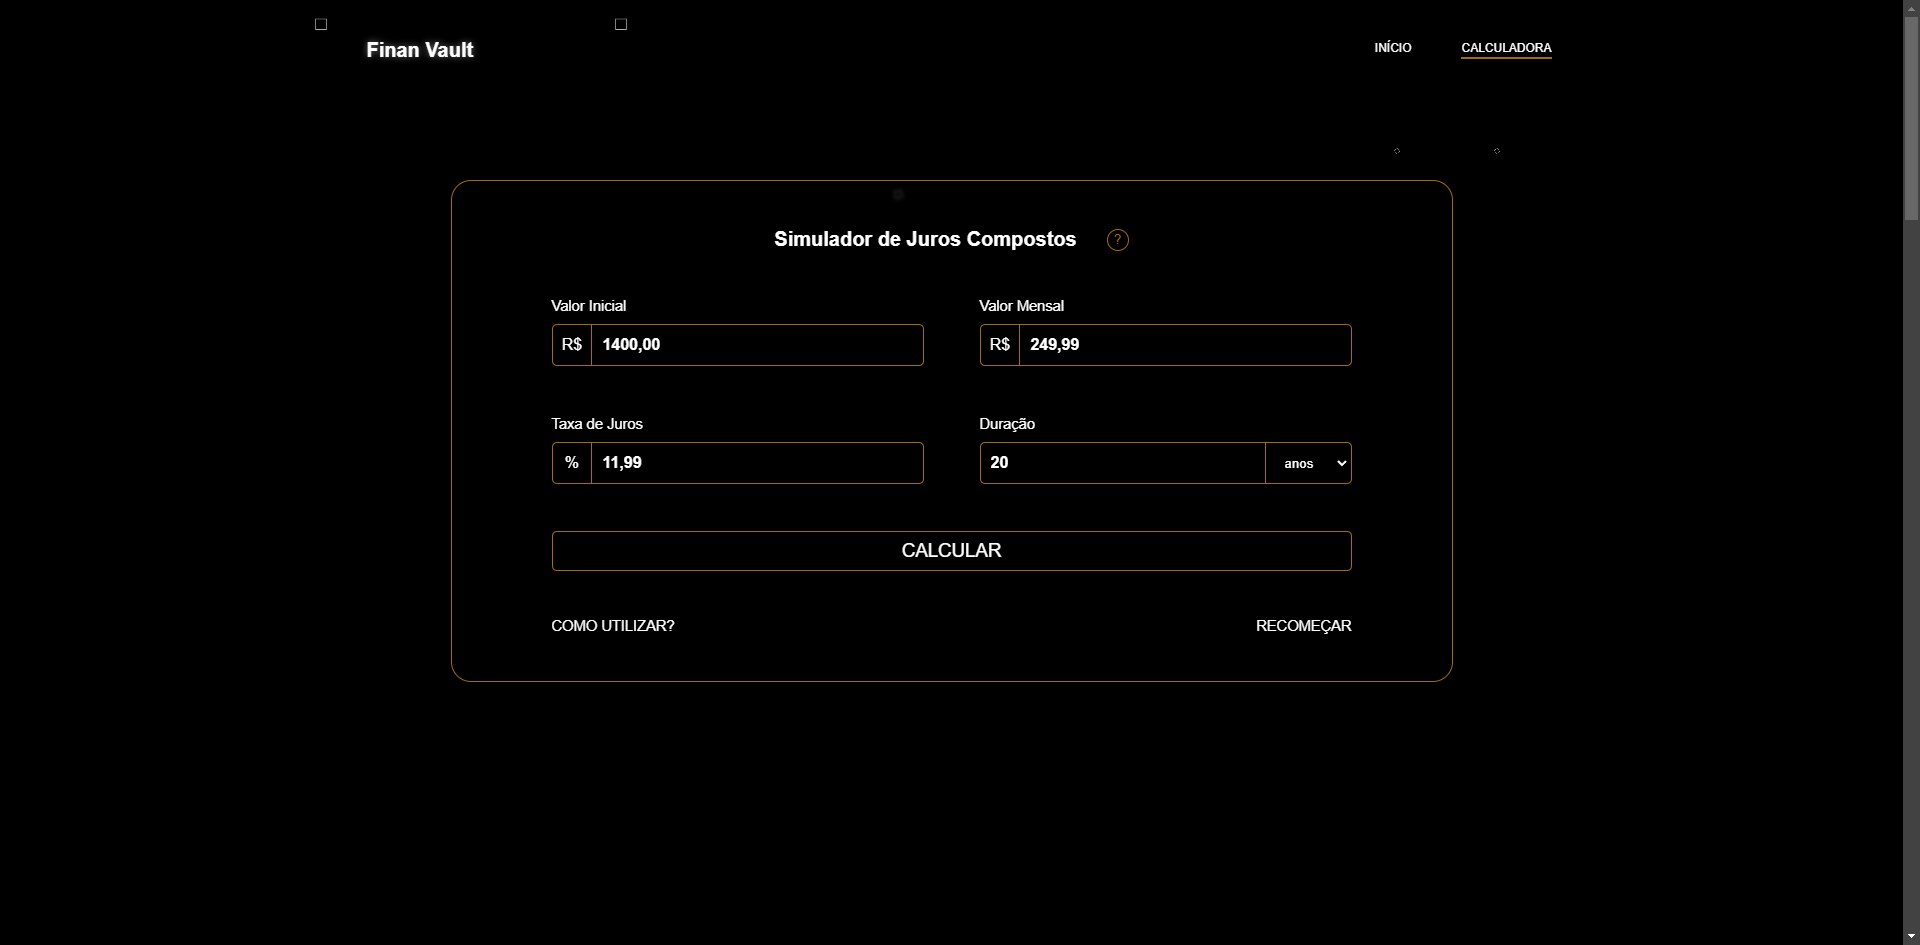 Finan Vault
INÍCIO
CALCULADORA
Simulador de Juros Compostos
?
Valor Inicial
Valor Mensal
R$ 1400,00
R$ 249,99
Taxa de Juros
Duração
% 11,99
20 anos
CALCULAR
COMO UTILIZAR?
RECOMEÇAR